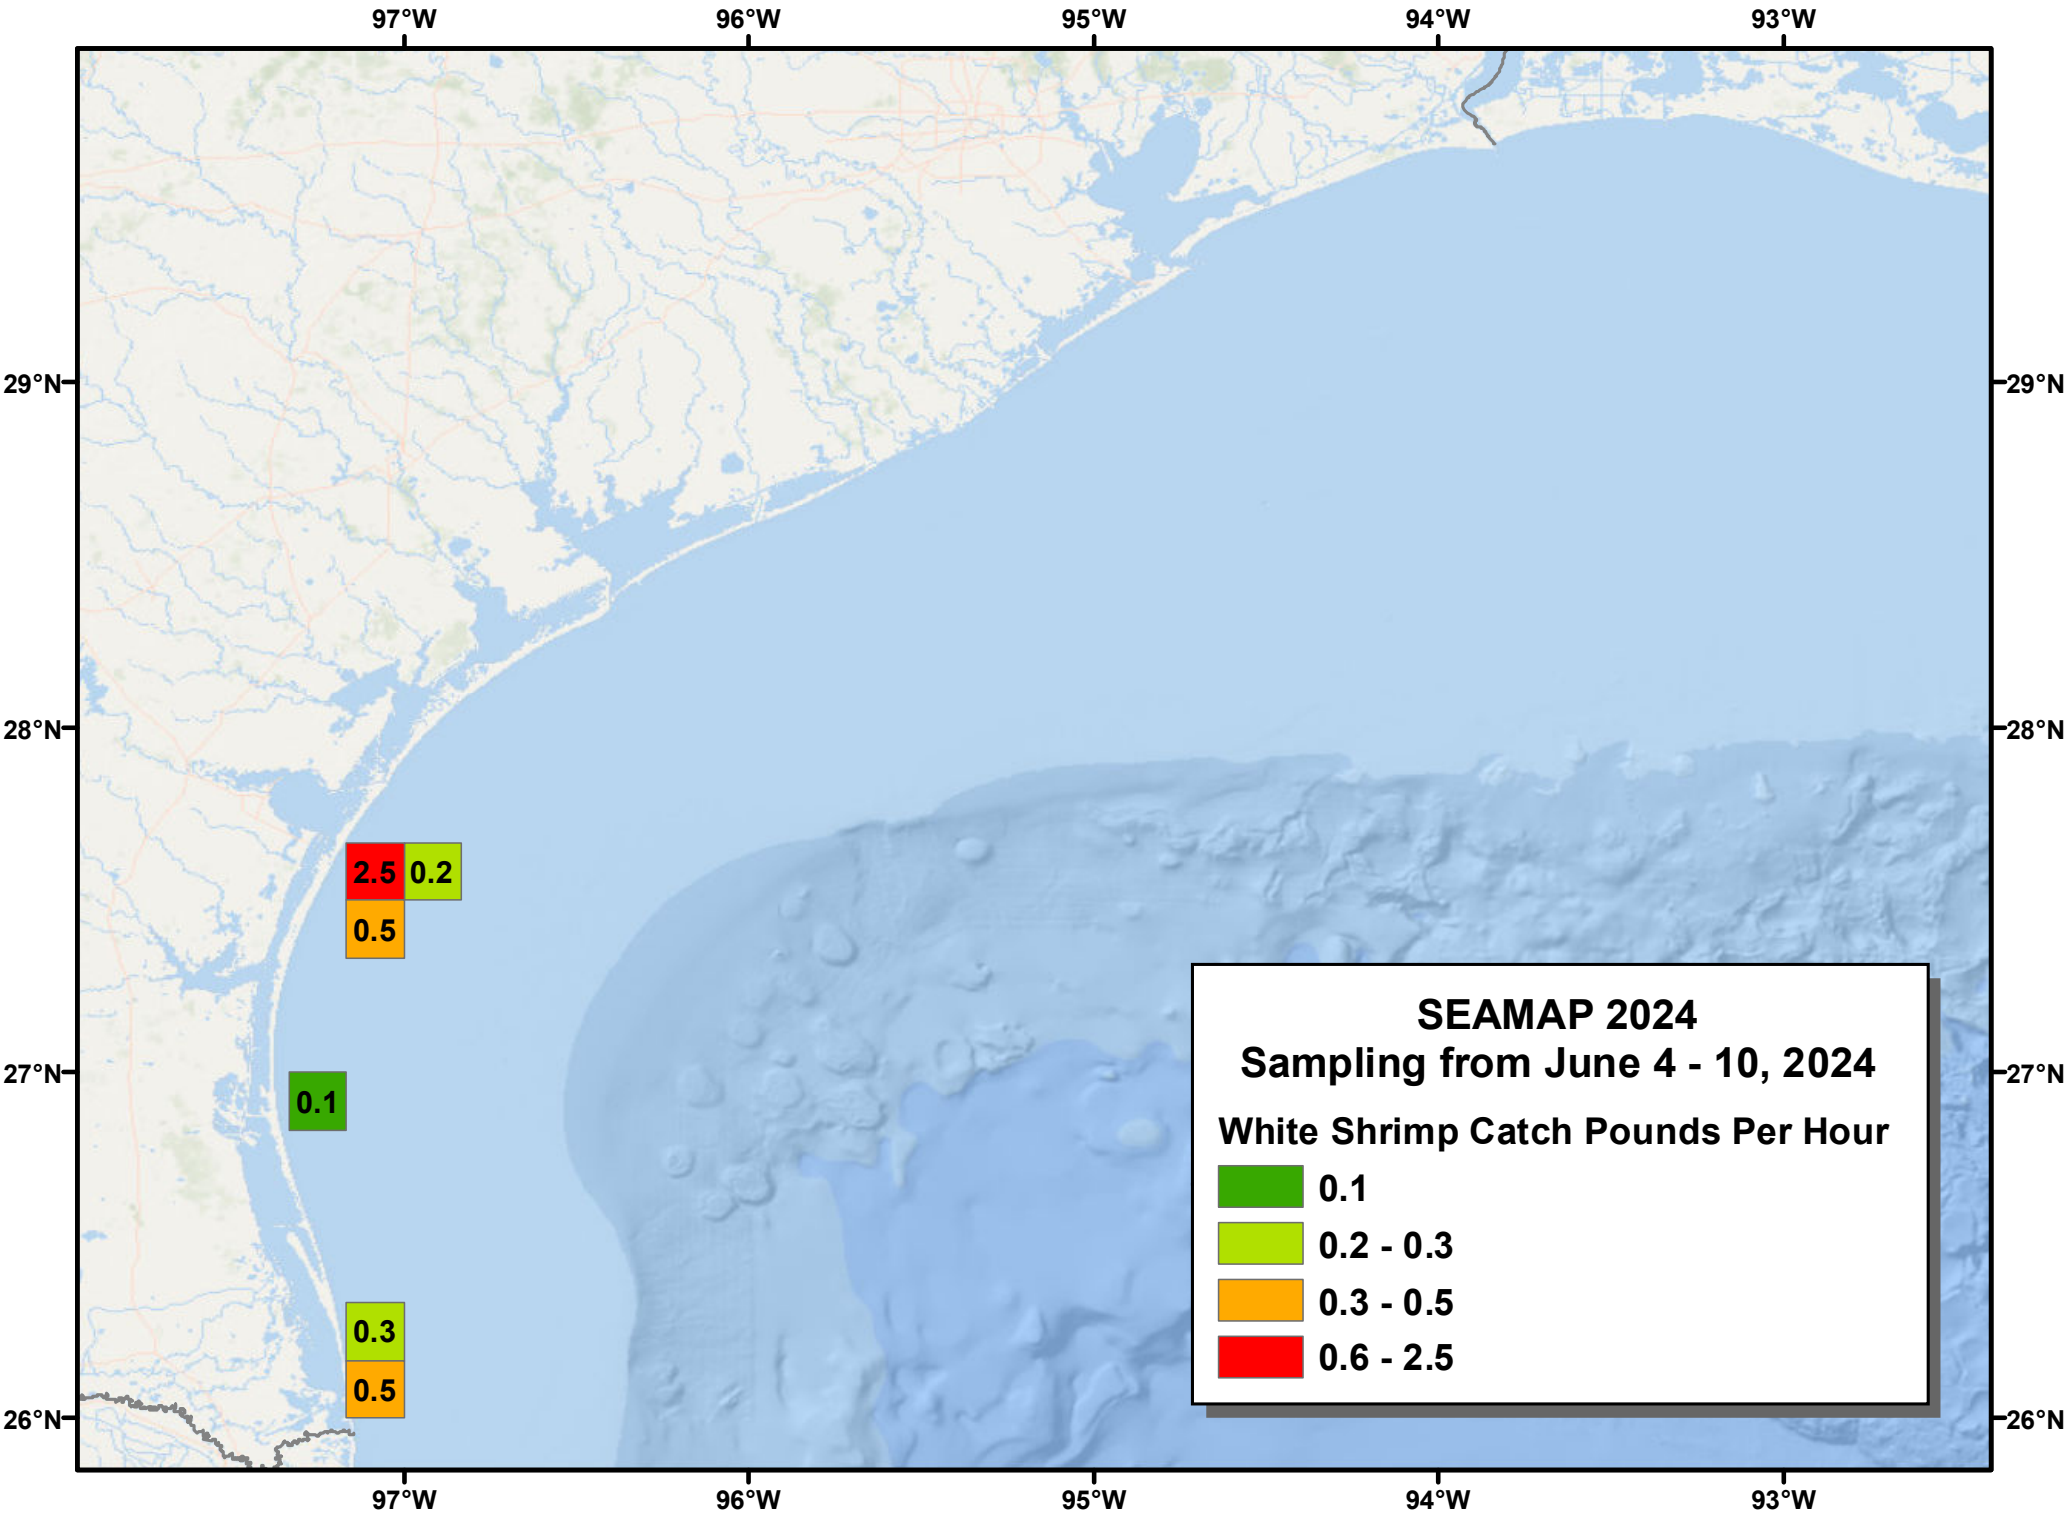 97°W 96°W 95°W 94°W 93°W
29°N 29°N
28°N 28°N
2.5 0.2
0.5
SEAMAP 2024
Sampling from June 4 - 10, 2024
27°N 27°N
0.1
White Shrimp Catch Pounds Per Hour
0.1
0.2 - 0.3
0.3 - 0.5
0.6 - 2.5
0.3
0.5
26°N 26°N
97°W 96°W 95°W 94°W 93°W